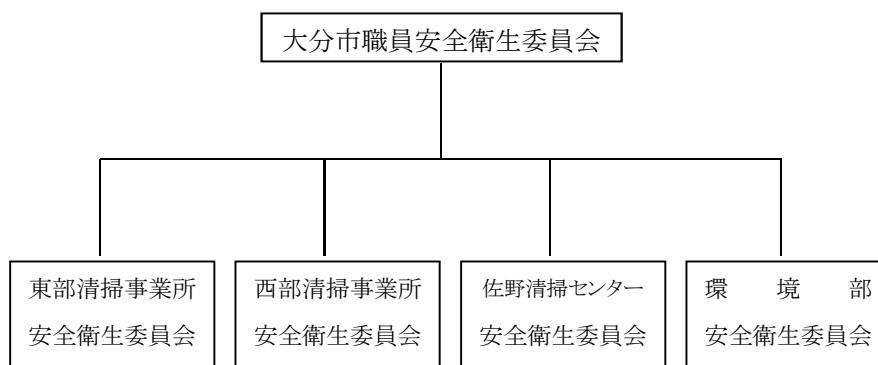 大分市職員安全衛生委員会
東部清掃事業所
安全衛生委員会
西部清掃事業所
安全衛生委員会
佐野清掃センター
安全衛生委員会
環境部
安全衛生委員会